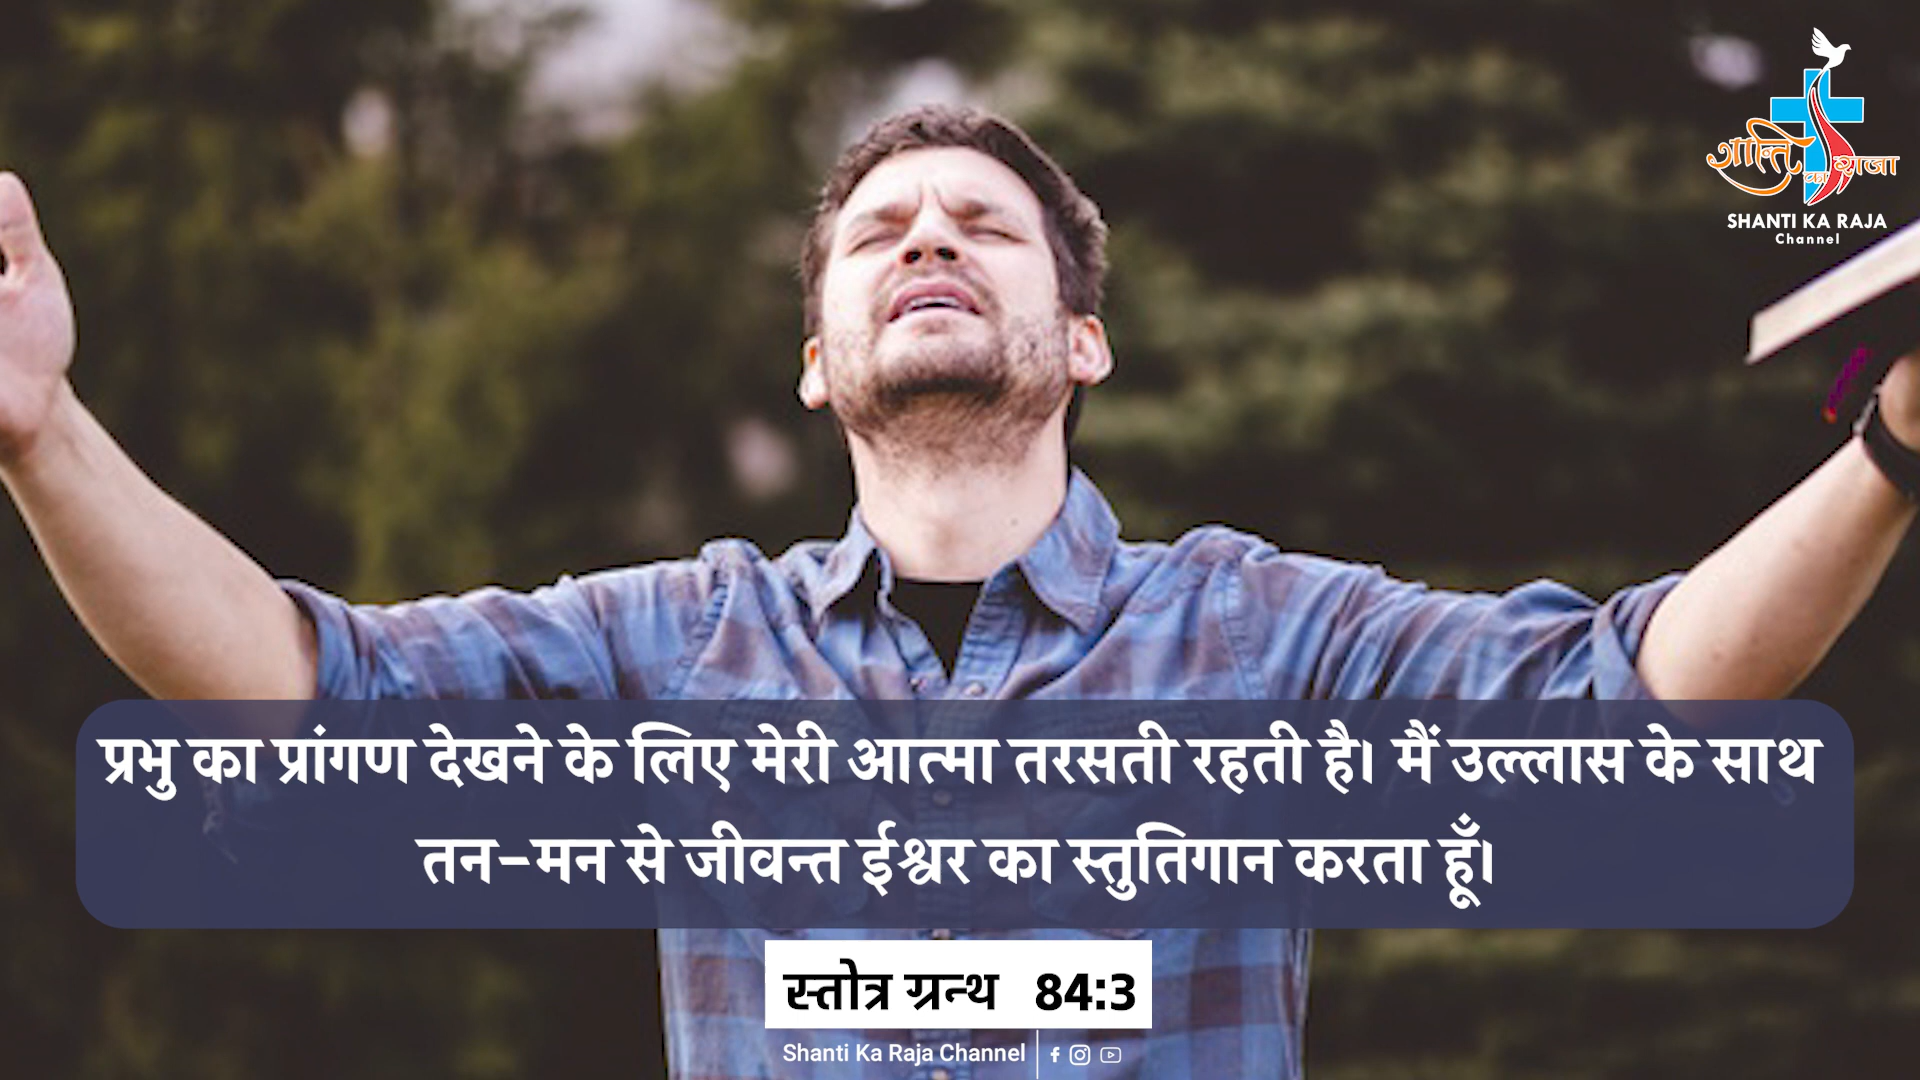 शान्ति का राजा
SHANTI KA RAJA
Channel
प्रभु का प्रांगण देखने के लिए मेरी आत्मा तरसती रहती है। मैं उल्लास के साथ
तन-मन से जीवन्त ईश्वर का स्तुतिगान करता हूँ।
स्तोत्र ग्रन्थ 84:3
Shanti Ka Raja Channel